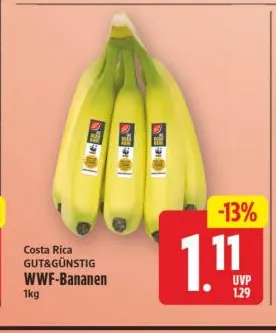 Costa Rica
GUT&GÜNSTIG
WWF-Bananen
1kg
-13%
1.11
UVP
1.29